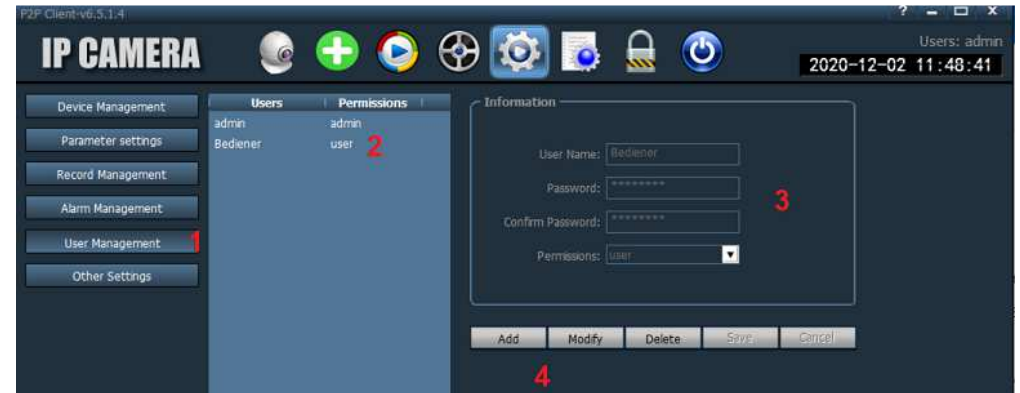 P2P Client-v6.5.1.4
? – □ x
IP CAMERA
Users: admin
2020-12-02 11:48:41
Device Management
Parameter settings
Record Management
Alarm Management
User Management 1
Other Settings
Users Permissions
admin admin
Bediener user 2
Information
User Name: Bediener
Password: ********
Confirm Password: ********
Permissions: user
3
Add Modify Delete Save Cancel
4